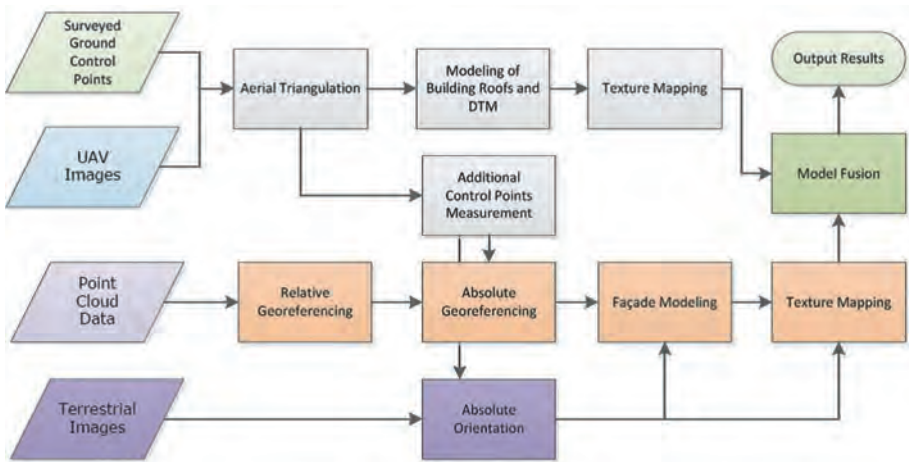 Surveyed
Ground
Control
Points
Aerial Triangulation
Modeling of
Building Roofs and
DTM
Texture Mapping
Output Results
UAV
Images
Additional
Control Points
Measurement
Model Fusion
Point
Cloud
Data
Relative
Georeferencing
Absolute
Georeferencing
Façade Modeling
Texture Mapping
Terrestrial
Images
Absolute
Orientation